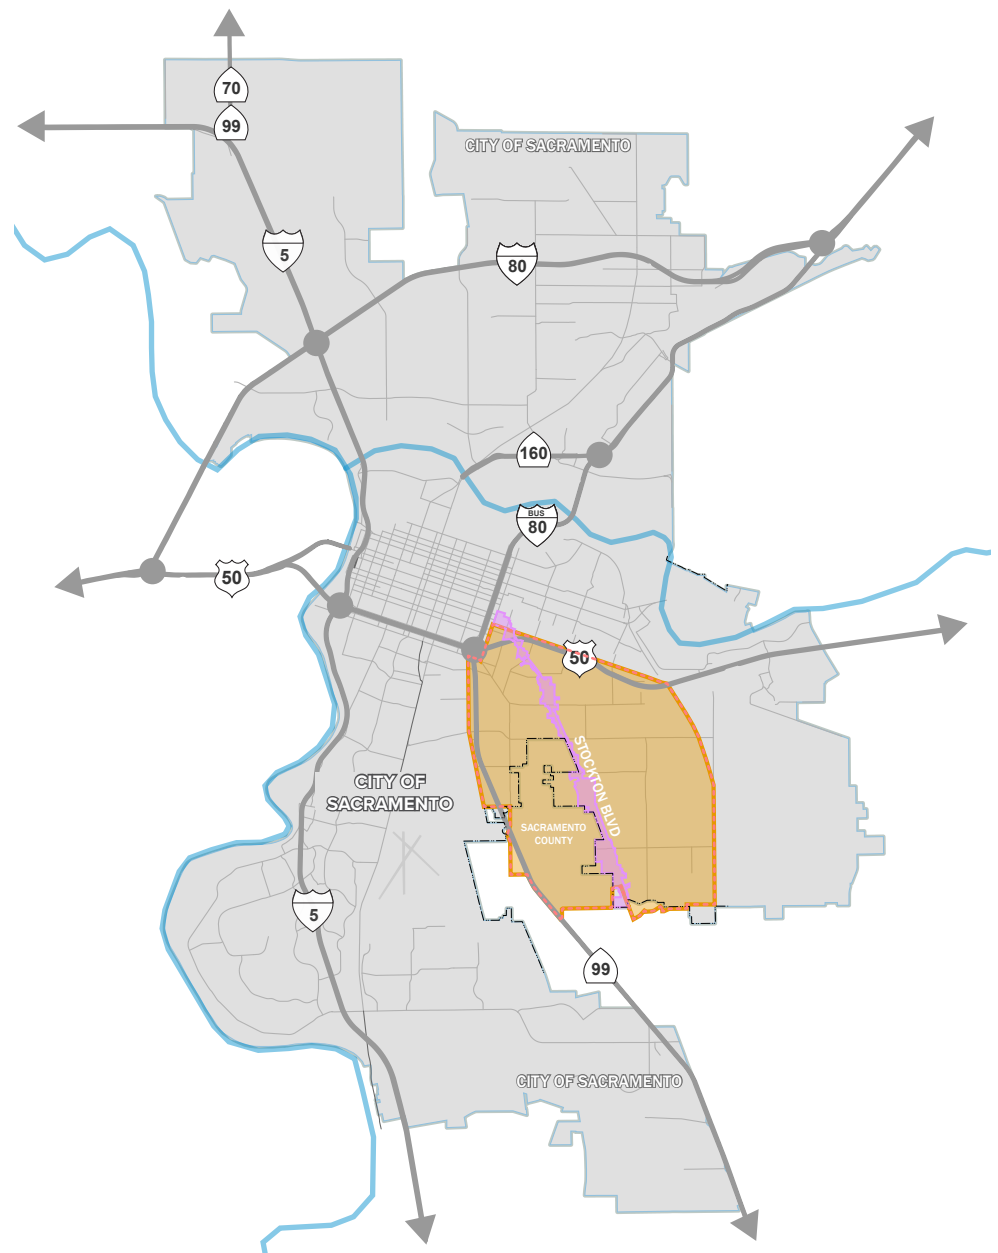 70
99
CITY OF SACRAMENTO
5
80
160
BUS
80
50
50
STOCKTON BLVD
CITY OF
SACRAMENTO
SACRAMENTO
COUNTY
5
99
CITY OF SACRAMENTO